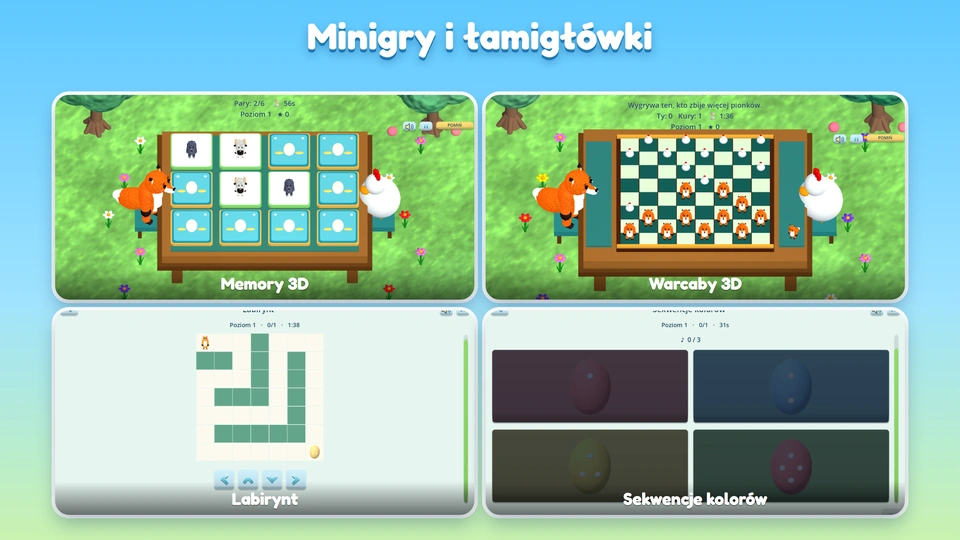 Minigry i łamigłówki
Pary: 2/6 56s
Poziom 1 ★ 0
POMIŃ
Memory 3D
Wygrywa ten, kto zbije więcej pionków
Ty: 0 Kury: 1 1:36
Poziom 1 ★ 0
POMIŃ
Warcaby 3D
Labirynt
Poziom 1 · 0/1 · 1:38
Labirynt
Sekwencje kolorów
Poziom 1 · 0/1 · 31s
♪ 0 / 3
Sekwencje kolorów